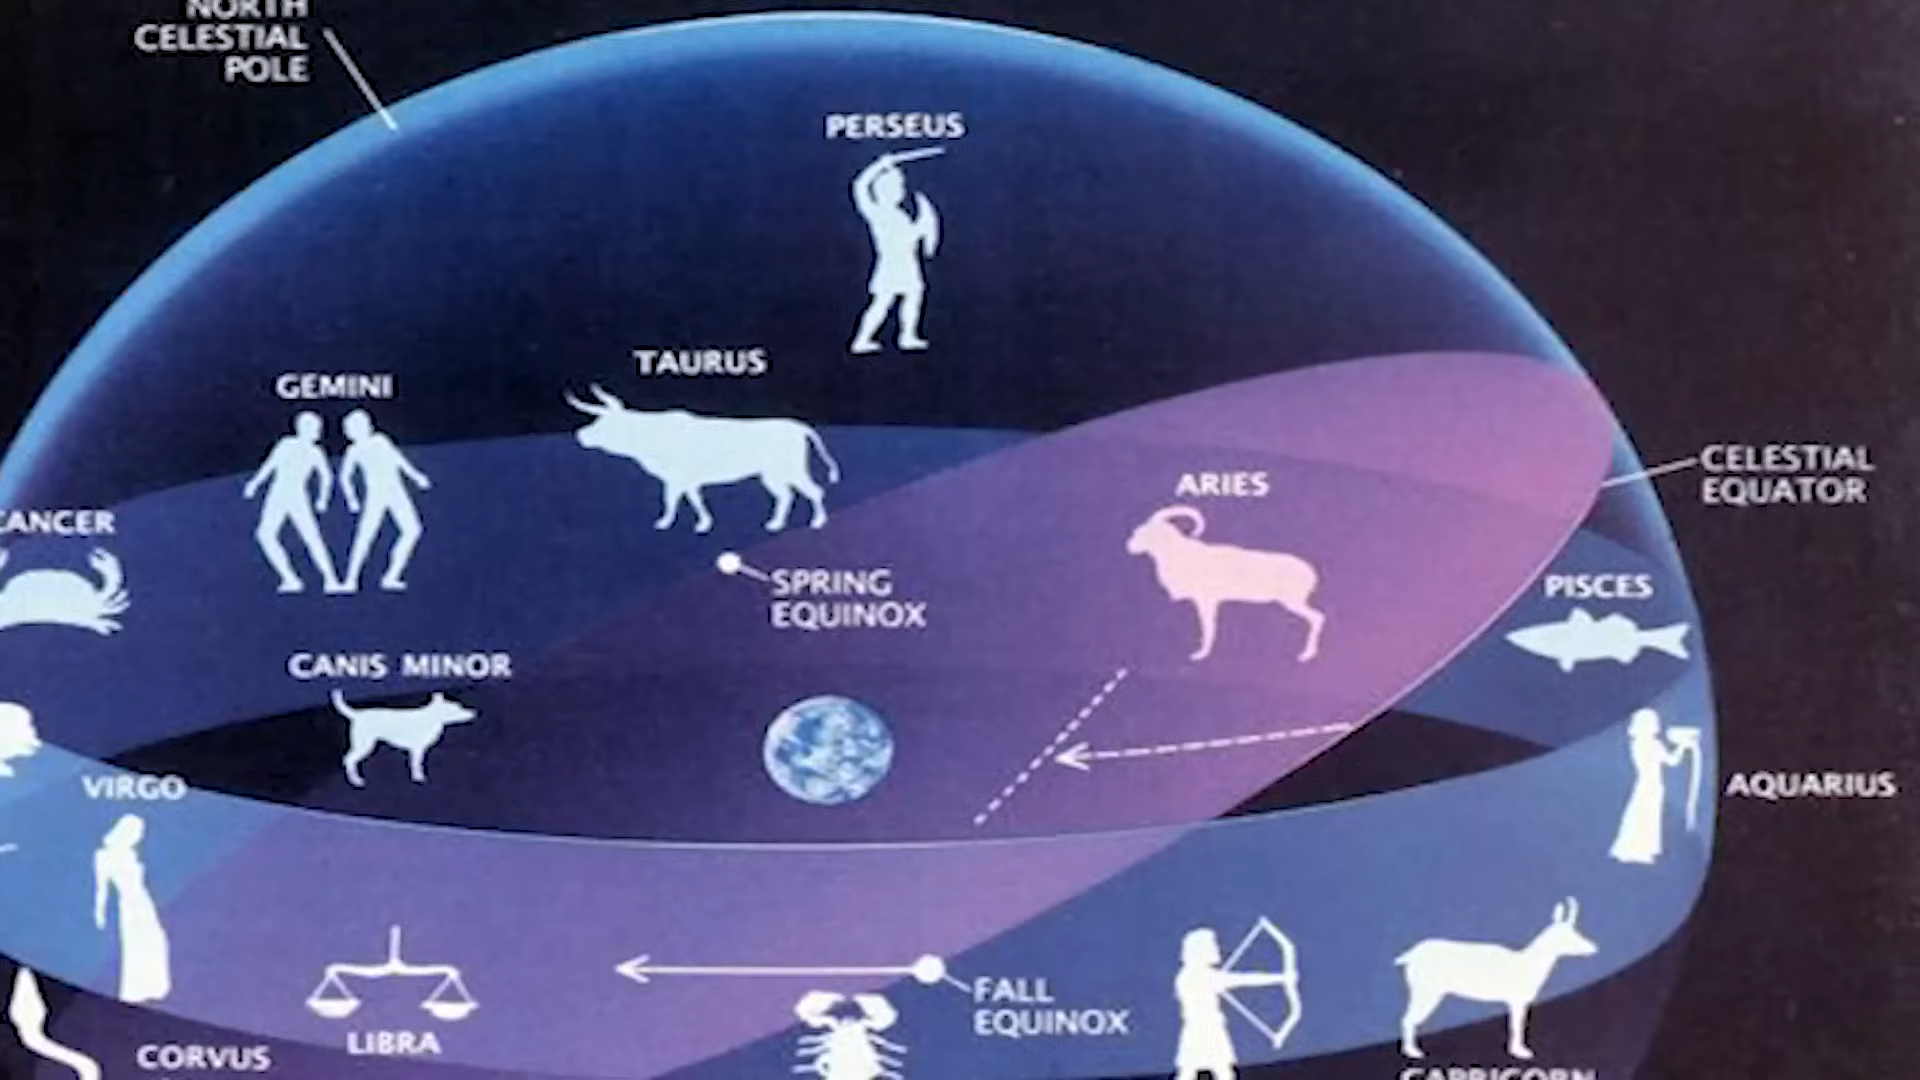 NORTH
CELESTIAL
POLE
PERSEUS
TAURUS
GEMINI
CELESTIAL
EQUATOR
ARIES
CANCER
SPRING
EQUINOX
PISCES
CANIS MINOR
VIRGO
AQUARIUS
FALL
EQUINOX
LIBRA
CORVUS
CAPRICORN